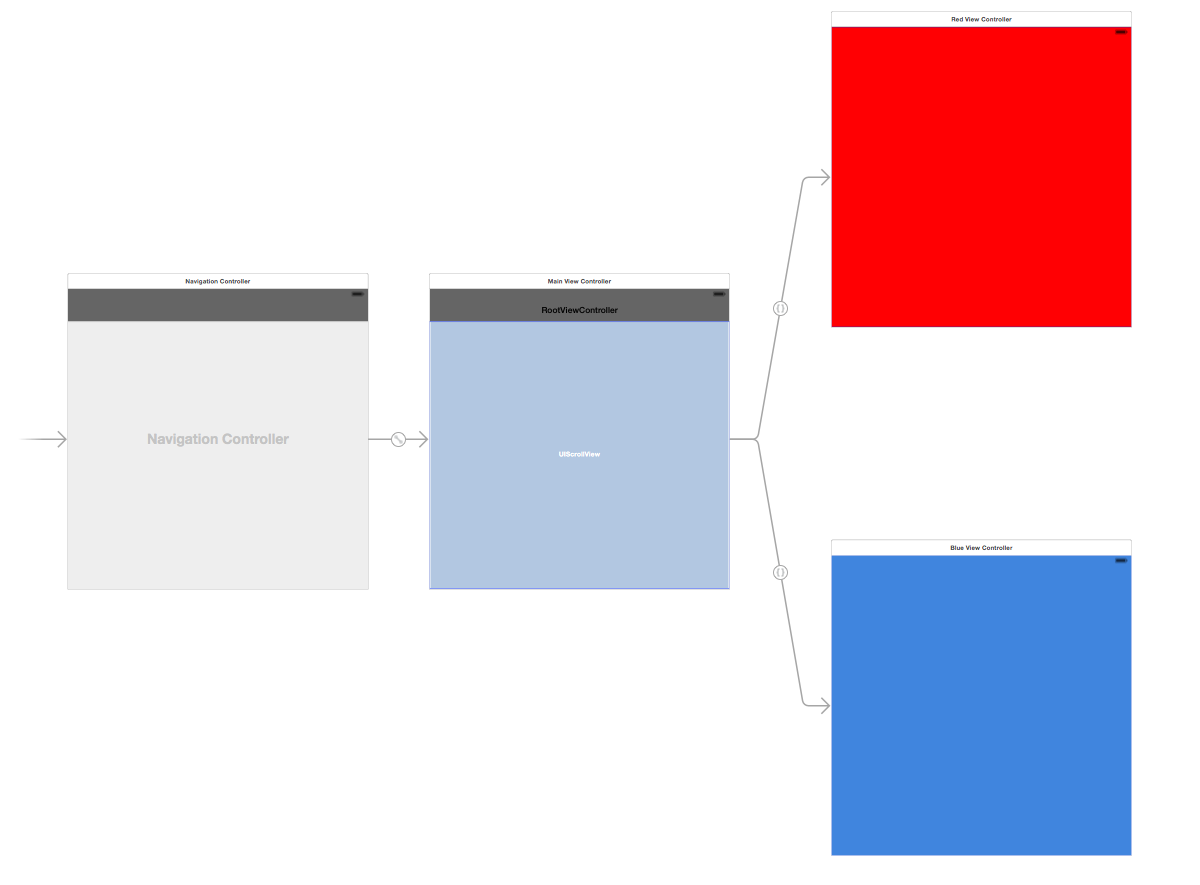 Red View Controller
Navigation Controller
Main View Controller
RootViewController
Navigation Controller
UIScrollView
Blue View Controller